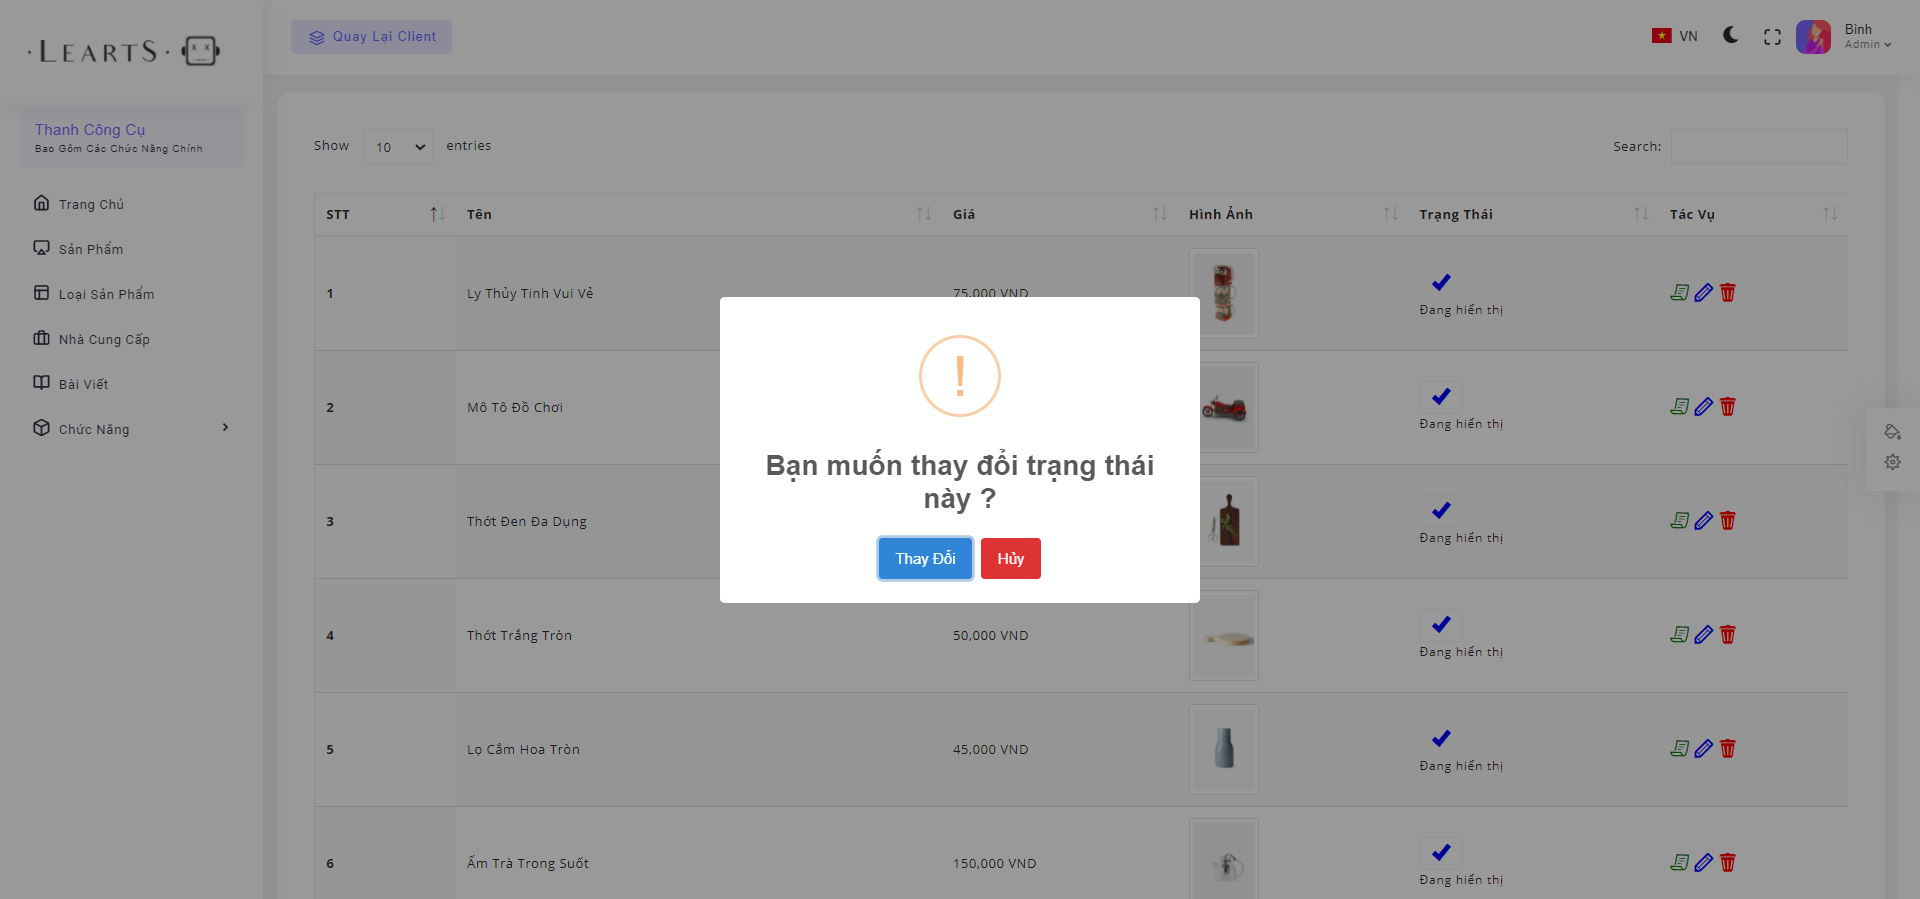 · LEARTS ·
Quay Lại Client
VN
Bình
Admin
Thanh Công Cụ
Bao Gồm Các Chức Năng Chính
Trang Chủ
Sản Phẩm
Loại Sản Phẩm
Nhà Cung Cấp
Bài Viết
Chức Năng
Show 10 entries
Search:
STT Tên Giá Hình Ảnh Trạng Thái Tác Vụ
1 Ly Thủy Tinh Vui Vẻ 75,000 VND Đang hiển thị
2 Mô Tô Đồ Chơi Đang hiển thị
3 Thớt Đen Đa Dụng Đang hiển thị
4 Thớt Trắng Tròn 50,000 VND Đang hiển thị
5 Lọ Cắm Hoa Tròn 45,000 VND Đang hiển thị
6 Ấm Trà Trong Suốt 150,000 VND Đang hiển thị
!
Bạn muốn thay đổi trạng thái
này ?
Thay Đổi
Hủy